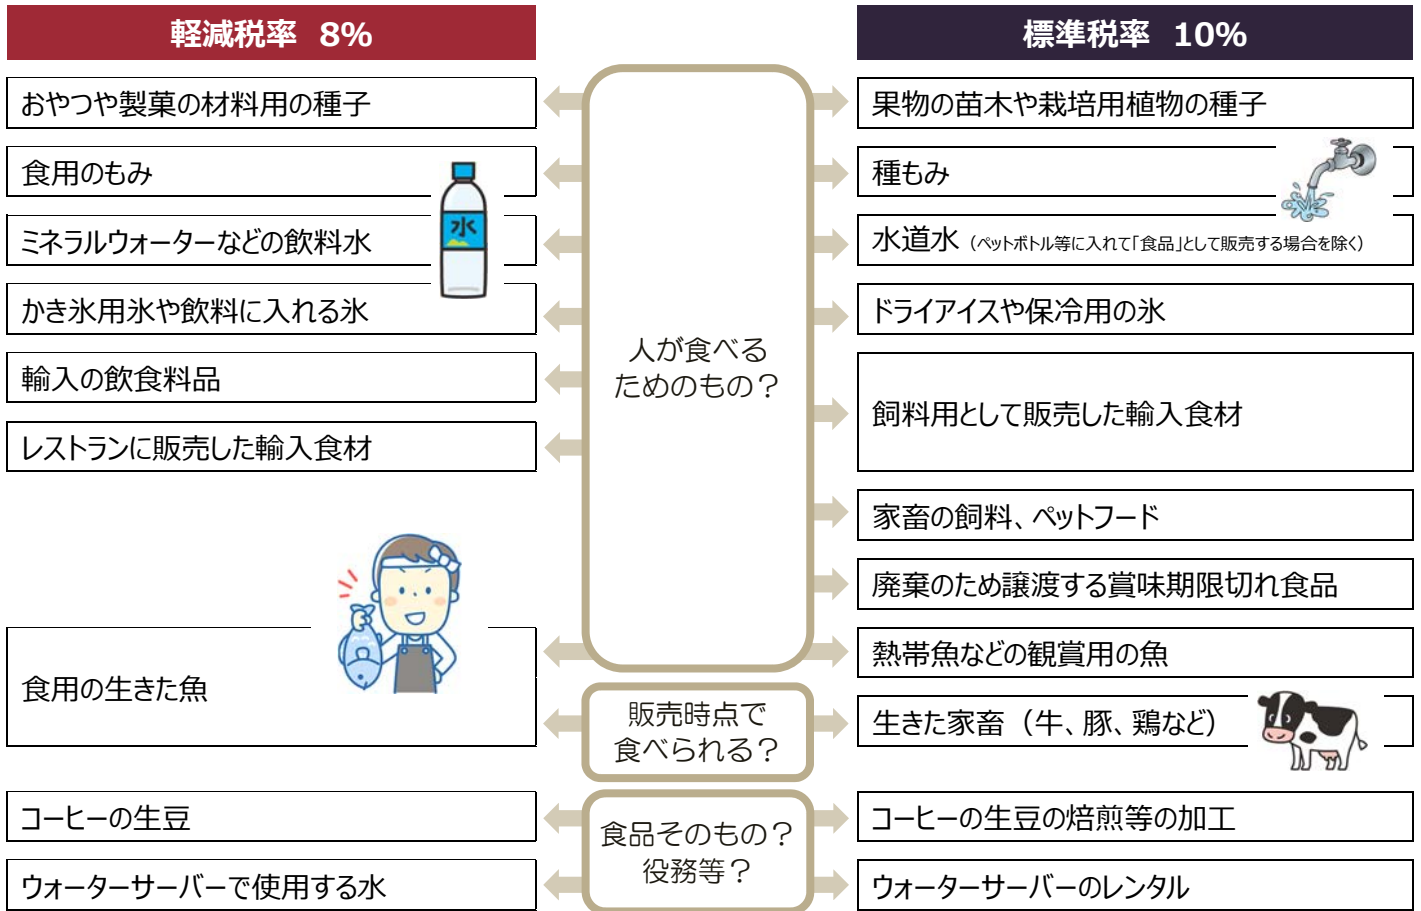 軽減税率 8%
標準税率 10%
おやつや製菓の材料用の種子
果物の苗木や栽培用植物の種子
食用のもみ
種もみ
ミネラルウォーターなどの飲料水
水
水道水（ペットボトル等に入れて「食品」として販売する場合を除く）
かき氷用氷や飲料に入れる氷
ドライアイスや保冷用の氷
人が食べる
ためのもの？
輸入の飲食料品
飼料用として販売した輸入食材
レストランに販売した輸入食材
家畜の飼料、ペットフード
廃棄のため譲渡する賞味期限切れ食品
熱帯魚などの観賞用の魚
食用の生きた魚
販売時点で
食べられる？
生きた家畜（牛、豚、鶏など）
コーヒーの生豆
食品そのもの？
役務等？
コーヒーの生豆の焙煎等の加工
ウォーターサーバーで使用する水
ウォーターサーバーのレンタル